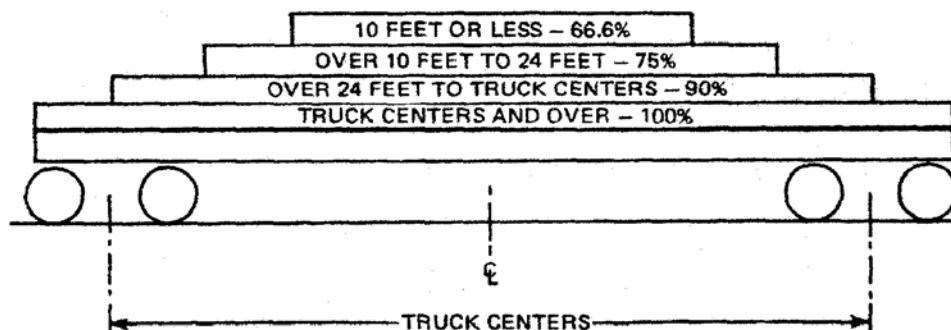 10 FEET OR LESS – 66.6%
OVER 10 FEET TO 24 FEET – 75%
OVER 24 FEET TO TRUCK CENTERS – 90%
TRUCK CENTERS AND OVER – 100%
℄
TRUCK CENTERS